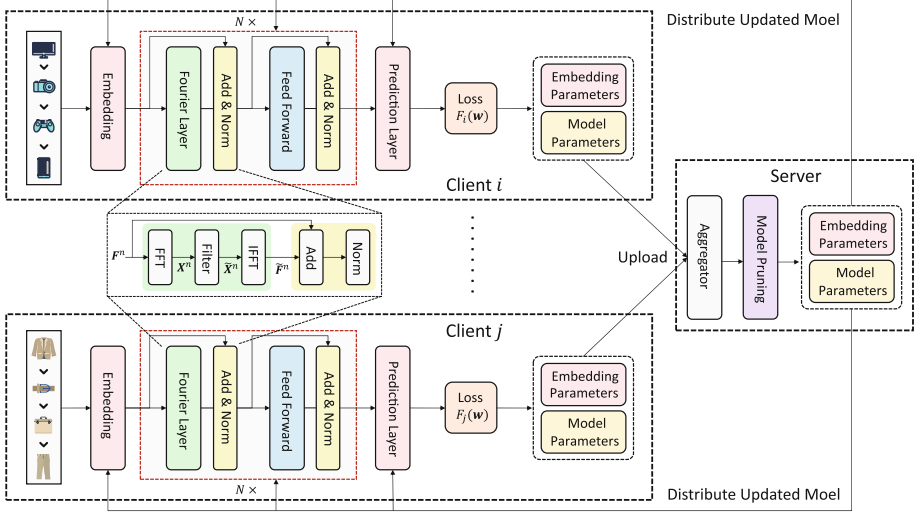 N ×
Distribute Updated Moel
Embedding
Fourier Layer
Add & Norm
Feed Forward
Add & Norm
Prediction Layer
Loss
F_i(w)
Embedding
Parameters
Model
Parameters
Client i
F^n
FFT
X^n
Filter
X̃^n
IFFT
F̃^n
Add
Norm
Upload
Server
Aggregator
Model Pruning
Embedding
Parameters
Model
Parameters
Client j
Embedding
Fourier Layer
Add & Norm
Feed Forward
Add & Norm
Prediction Layer
Loss
F_j(w)
Embedding
Parameters
Model
Parameters
N ×
Distribute Updated Moel